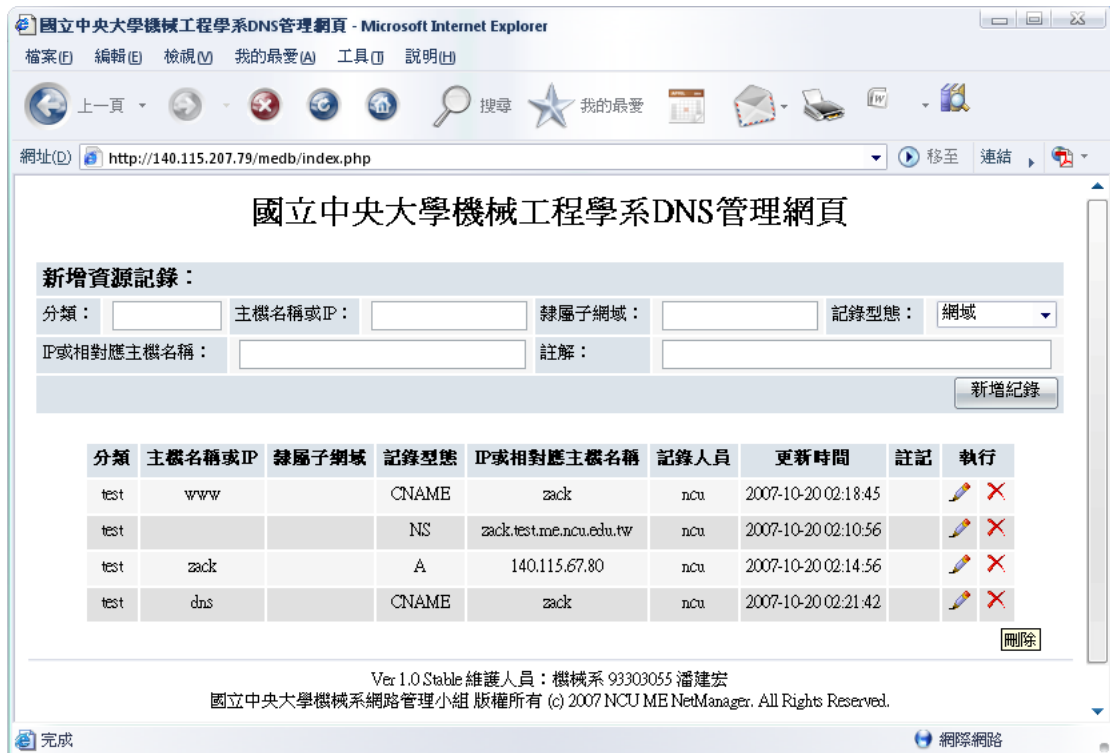 國立中央大學機械工程學系DNS管理網頁 - Microsoft Internet Explorer
檔案(F) 編輯(E) 檢視(V) 我的最愛(A) 工具(T) 說明(H)
上一頁 搜尋 我的最愛
網址(D) http://140.115.207.79/medb/index.php 移至 連結
國立中央大學機械工程學系DNS管理網頁
新增資源記錄：
分類： 主機名稱或IP： 隸屬子網域： 記錄型態： 網域
IP或相對應主機名稱： 註解：
新增紀錄
分類 主機名稱或IP 隸屬子網域 記錄型態 IP或相對應主機名稱 記錄人員 更新時間 註記 執行
test www CNAME zack ncu 2007-10-20 02:18:45
test NS zack.test.me.ncu.edu.tw ncu 2007-10-20 02:10:56
test zack A 140.115.67.80 ncu 2007-10-20 02:14:56
test dns CNAME zack ncu 2007-10-20 02:21:42
刪除
Ver 1.0 Stable 維護人員：機械系 93303055 潘建宏
國立中央大學機械系網路管理小組 版權所有 (c) 2007 NCU ME NetManager. All Rights Reserved.
完成 網際網路